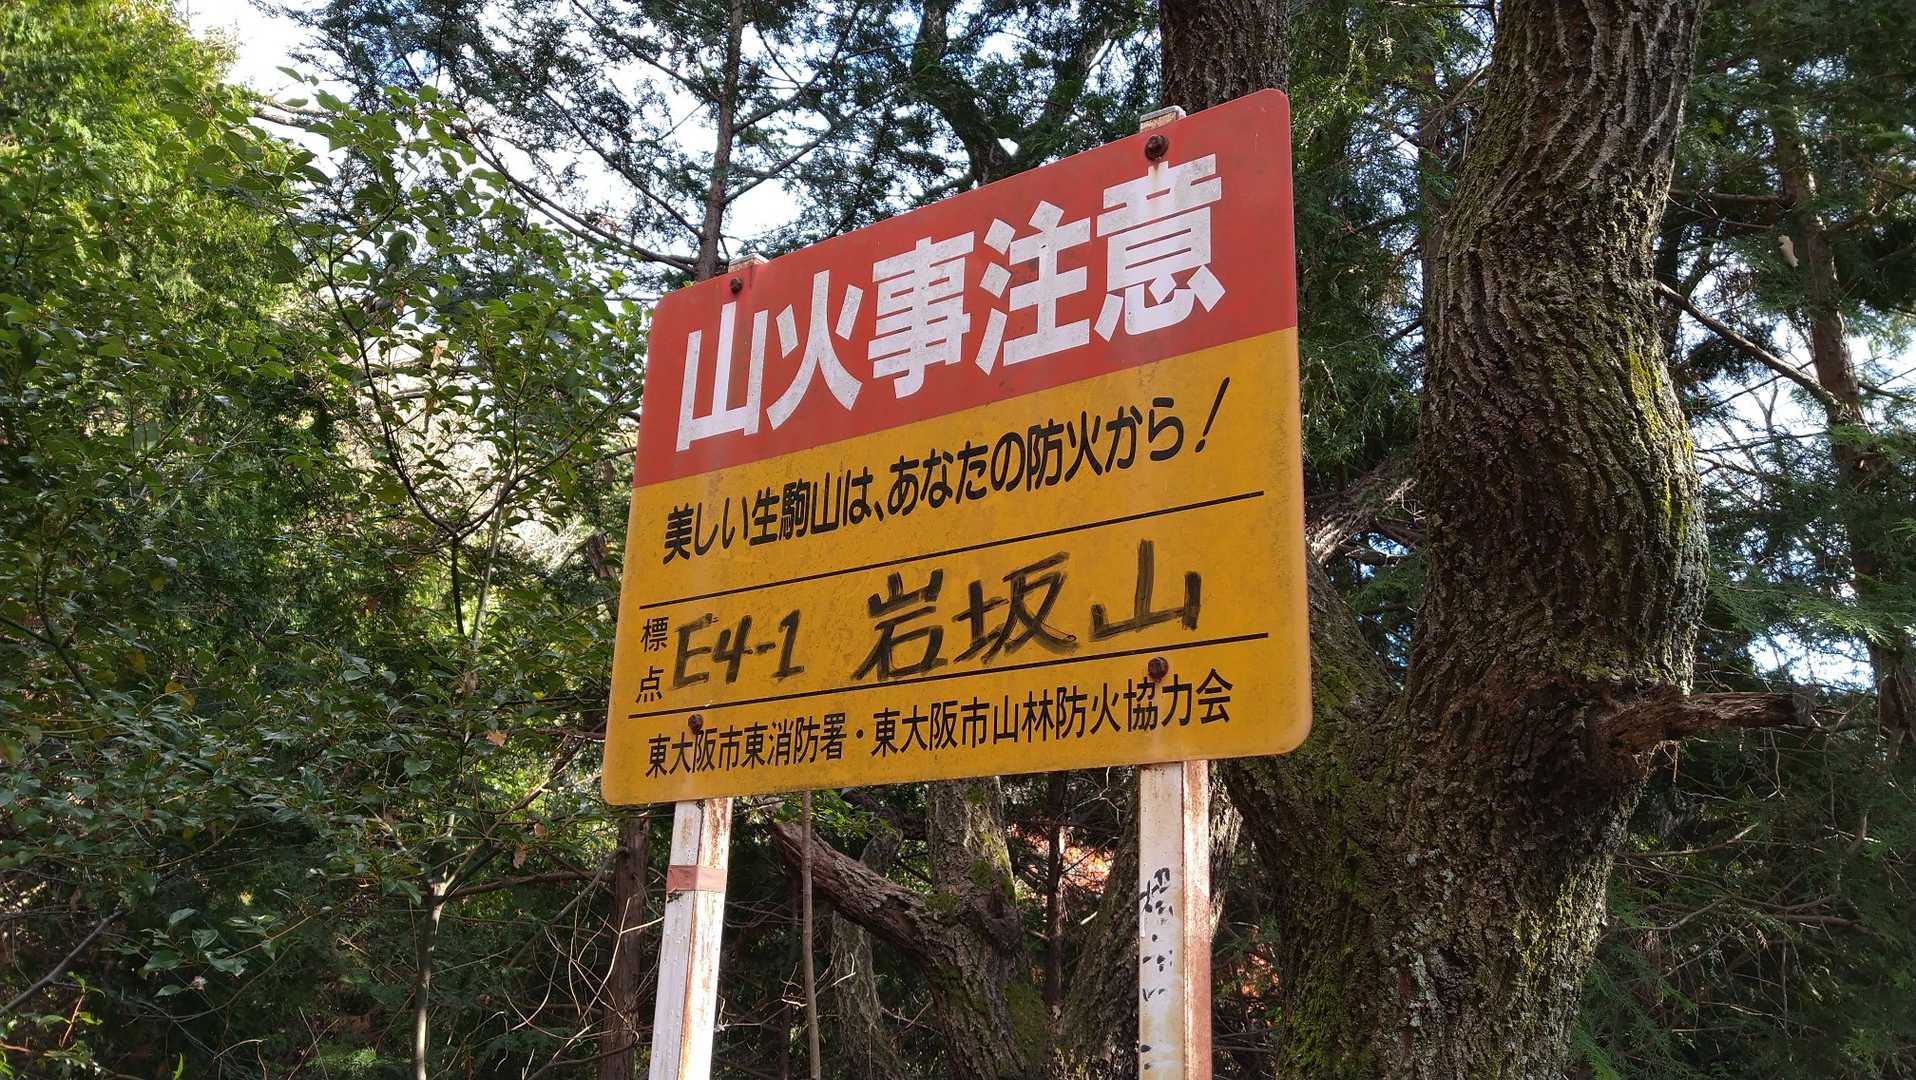 山火事注意
美しい生駒山は、あなたの防火から！
標点 E4-1 岩坂山
東大阪市東消防署・東大阪市山林防火協力会